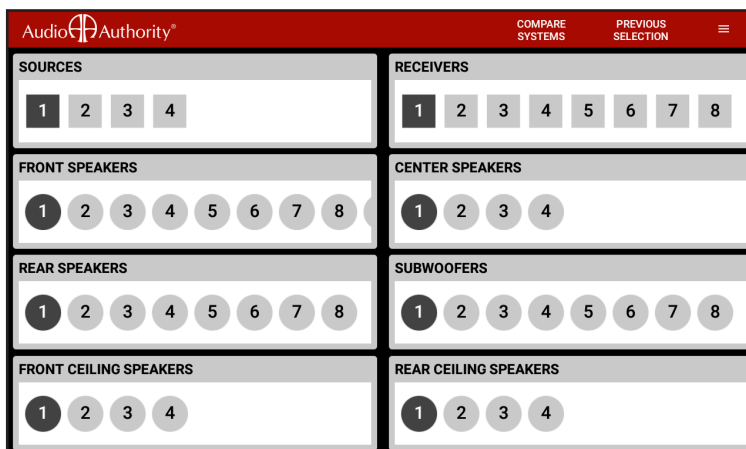 Audio Authority®
COMPARE
SYSTEMS
PREVIOUS
SELECTION
SOURCES
1 2 3 4
RECEIVERS
1 2 3 4 5 6 7 8
FRONT SPEAKERS
1 2 3 4 5 6 7 8
CENTER SPEAKERS
1 2 3 4
REAR SPEAKERS
1 2 3 4 5 6 7 8
SUBWOOFERS
1 2 3 4 5 6 7 8
FRONT CEILING SPEAKERS
1 2 3 4
REAR CEILING SPEAKERS
1 2 3 4